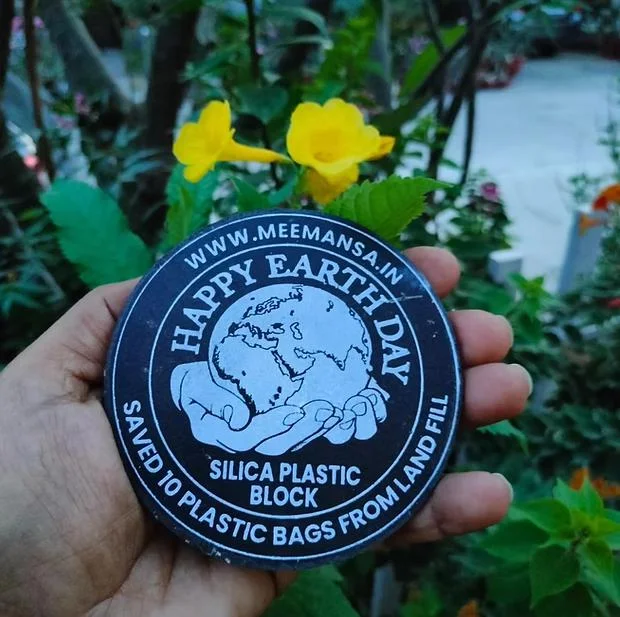 WWW.MEEMANSA.IN
HAPPY EARTH DAY
SILICA PLASTIC
BLOCK
SAVED 10 PLASTIC BAGS FROM LAND FILL